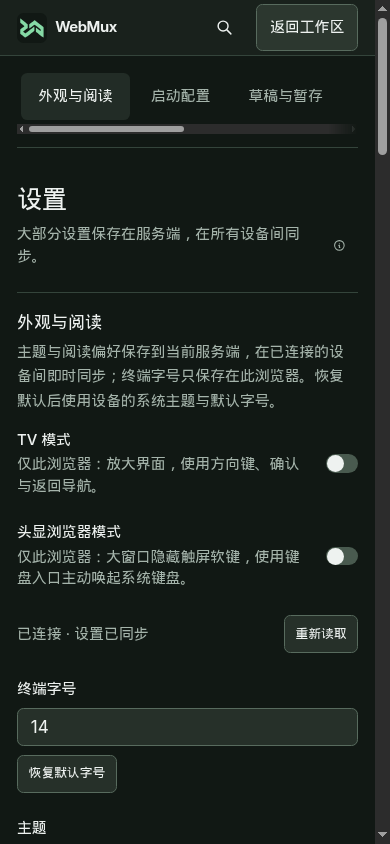 WebMux
返回工作区
外观与阅读
启动配置
草稿与暂存
设置
大部分设置保存在服务端，在所有设备间同
步。
外观与阅读
主题与阅读偏好保存到当前服务端，在已连接的设
备间即时同步；终端字号只保存在此浏览器。恢复
默认后使用设备的系统主题与默认字号。
TV 模式
仅此浏览器：放大界面，使用方向键、确认
与返回导航。
头显浏览器模式
仅此浏览器：大窗口隐藏触屏软键，使用键
盘入口主动唤起系统键盘。
已连接 · 设置已同步
重新读取
终端字号
14
恢复默认字号
主题